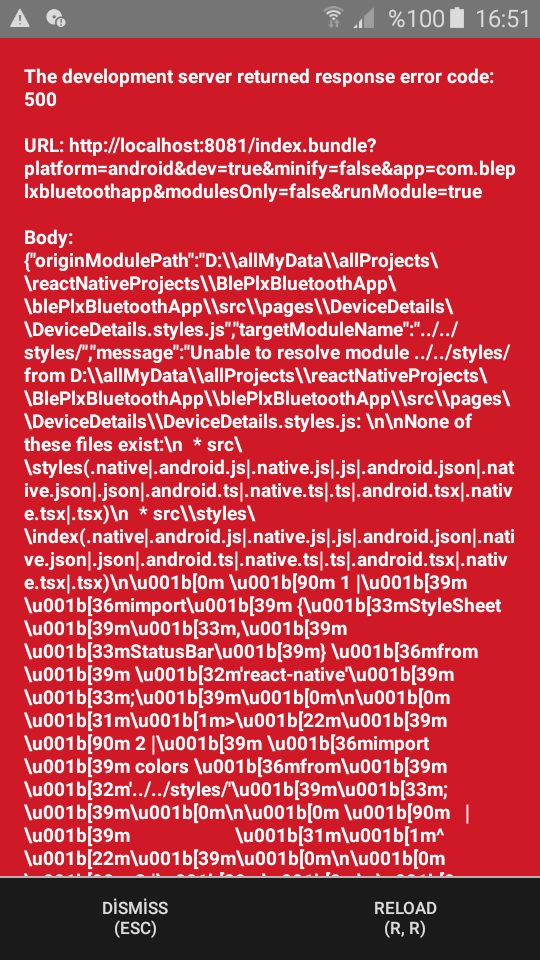 %100 16:51
The development server returned response error code:
500
URL: http://localhost:8081/index.bundle?
platform=android&dev=true&minify=false&app=com.blep
lxbluetoothapp&modulesOnly=false&runModule=true
Body:
{"originModulePath":"D:\\allMyData\\allProjects\
\reactNativeProjects\\BlePlxBluetoothApp\
\blePlxBluetoothApp\\src\\pages\\DeviceDetails\
\DeviceDetails.styles.js","targetModuleName":"../../
styles/","message":"Unable to resolve module ../../styles/
from D:\\allMyData\\allProjects\\reactNativeProjects\
\BlePlxBluetoothApp\\blePlxBluetoothApp\\src\\pages\
\DeviceDetails\\DeviceDetails.styles.js: \n\nNone of
these files exist:\n  * src\
\styles(.native|.android.js|.native.js|.js|.android.json|.nat
ive.json|.json|.android.ts|.native.ts|.ts|.android.tsx|.nativ
e.tsx|.tsx)\n  * src\\styles\
\index(.native|.android.js|.native.js|.js|.android.json|.nati
ve.json|.json|.android.ts|.native.ts|.ts|.android.tsx|.nativ
e.tsx|.tsx)\n\u001b[0m \u001b[90m 1 |\u001b[39m
\u001b[36mimport\u001b[39m {\u001b[33mStyleSheet
\u001b[39m\u001b[33m,\u001b[39m
\u001b[33mStatusBar\u001b[39m} \u001b[36mfrom
\u001b[39m \u001b[32m'react-native'\u001b[39m
\u001b[33m;\u001b[39m\u001b[0m\n\u001b[0m
\u001b[31m\u001b[1m>\u001b[22m\u001b[39m
\u001b[90m 2 |\u001b[39m \u001b[36mimport
\u001b[39m colors \u001b[36mfrom\u001b[39m
\u001b[32m'../../styles/'\u001b[39m\u001b[33m;
\u001b[39m\u001b[0m\n\u001b[0m \u001b[90m   |
\u001b[39m                    \u001b[31m\u001b[1m^
\u001b[22m\u001b[39m\u001b[0m\n\u001b[0m
DİSMİSS
(ESC)
RELOAD
(R, R)